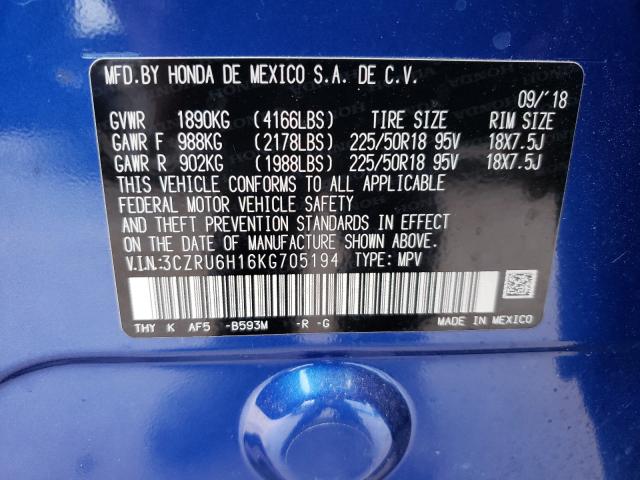 MFD.BY HONDA DE MEXICO S.A. DE C.V.
09/'18
GVWR 1890KG (4166LBS) TIRE SIZE RIM SIZE
GAWR F 988KG (2178LBS) 225/50R18 95V 18X7.5J
GAWR R 902KG (1988LBS) 225/50R18 95V 18X7.5J
THIS VEHICLE CONFORMS TO ALL APPLICABLE
FEDERAL MOTOR VEHICLE SAFETY
AND THEFT PREVENTION STANDARDS IN EFFECT
ON THE DATE OF MANUFACTURE SHOWN ABOVE.
V.I.N.:3CZRU6H16KG705194 TYPE: MPV
THY K AF5 -B593M -R -G MADE IN MEXICO